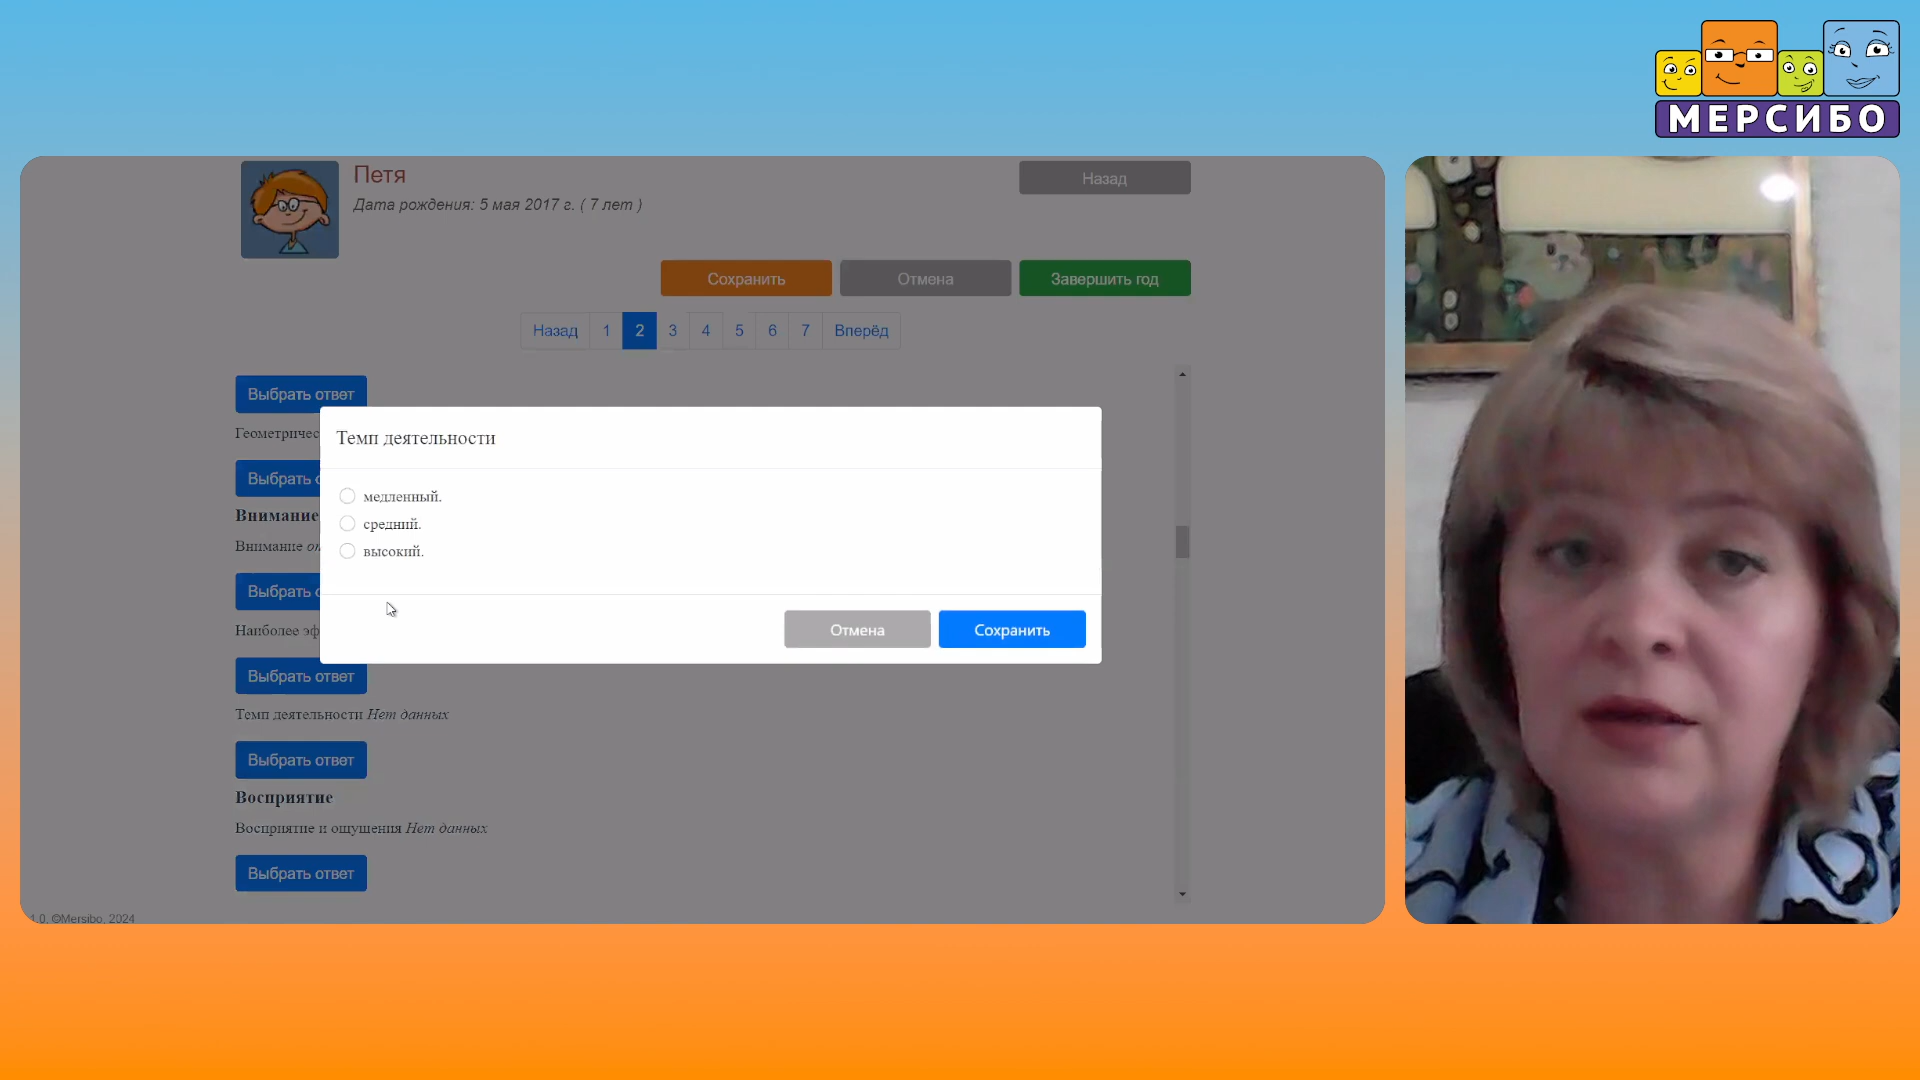 МЕРСИБО
Петя
Дата рождения: 5 мая 2017 г. ( 7 лет )
Назад
Сохранить
Отмена
Завершить год
Назад 1 2 3 4 5 6 7 Вперёд
Выбрать ответ
Геометричес
Темп деятельности
Выбрать о
медленный.
Внимание
средний.
Внимание от
высокий.
Выбрать о
Наиболее эф
Отмена
Сохранить
Выбрать ответ
Темп деятельности Нет данных
Выбрать ответ
Восприятие
Восприятие и ощущения Нет данных
Выбрать ответ
1.0, ©Mersibo, 2024